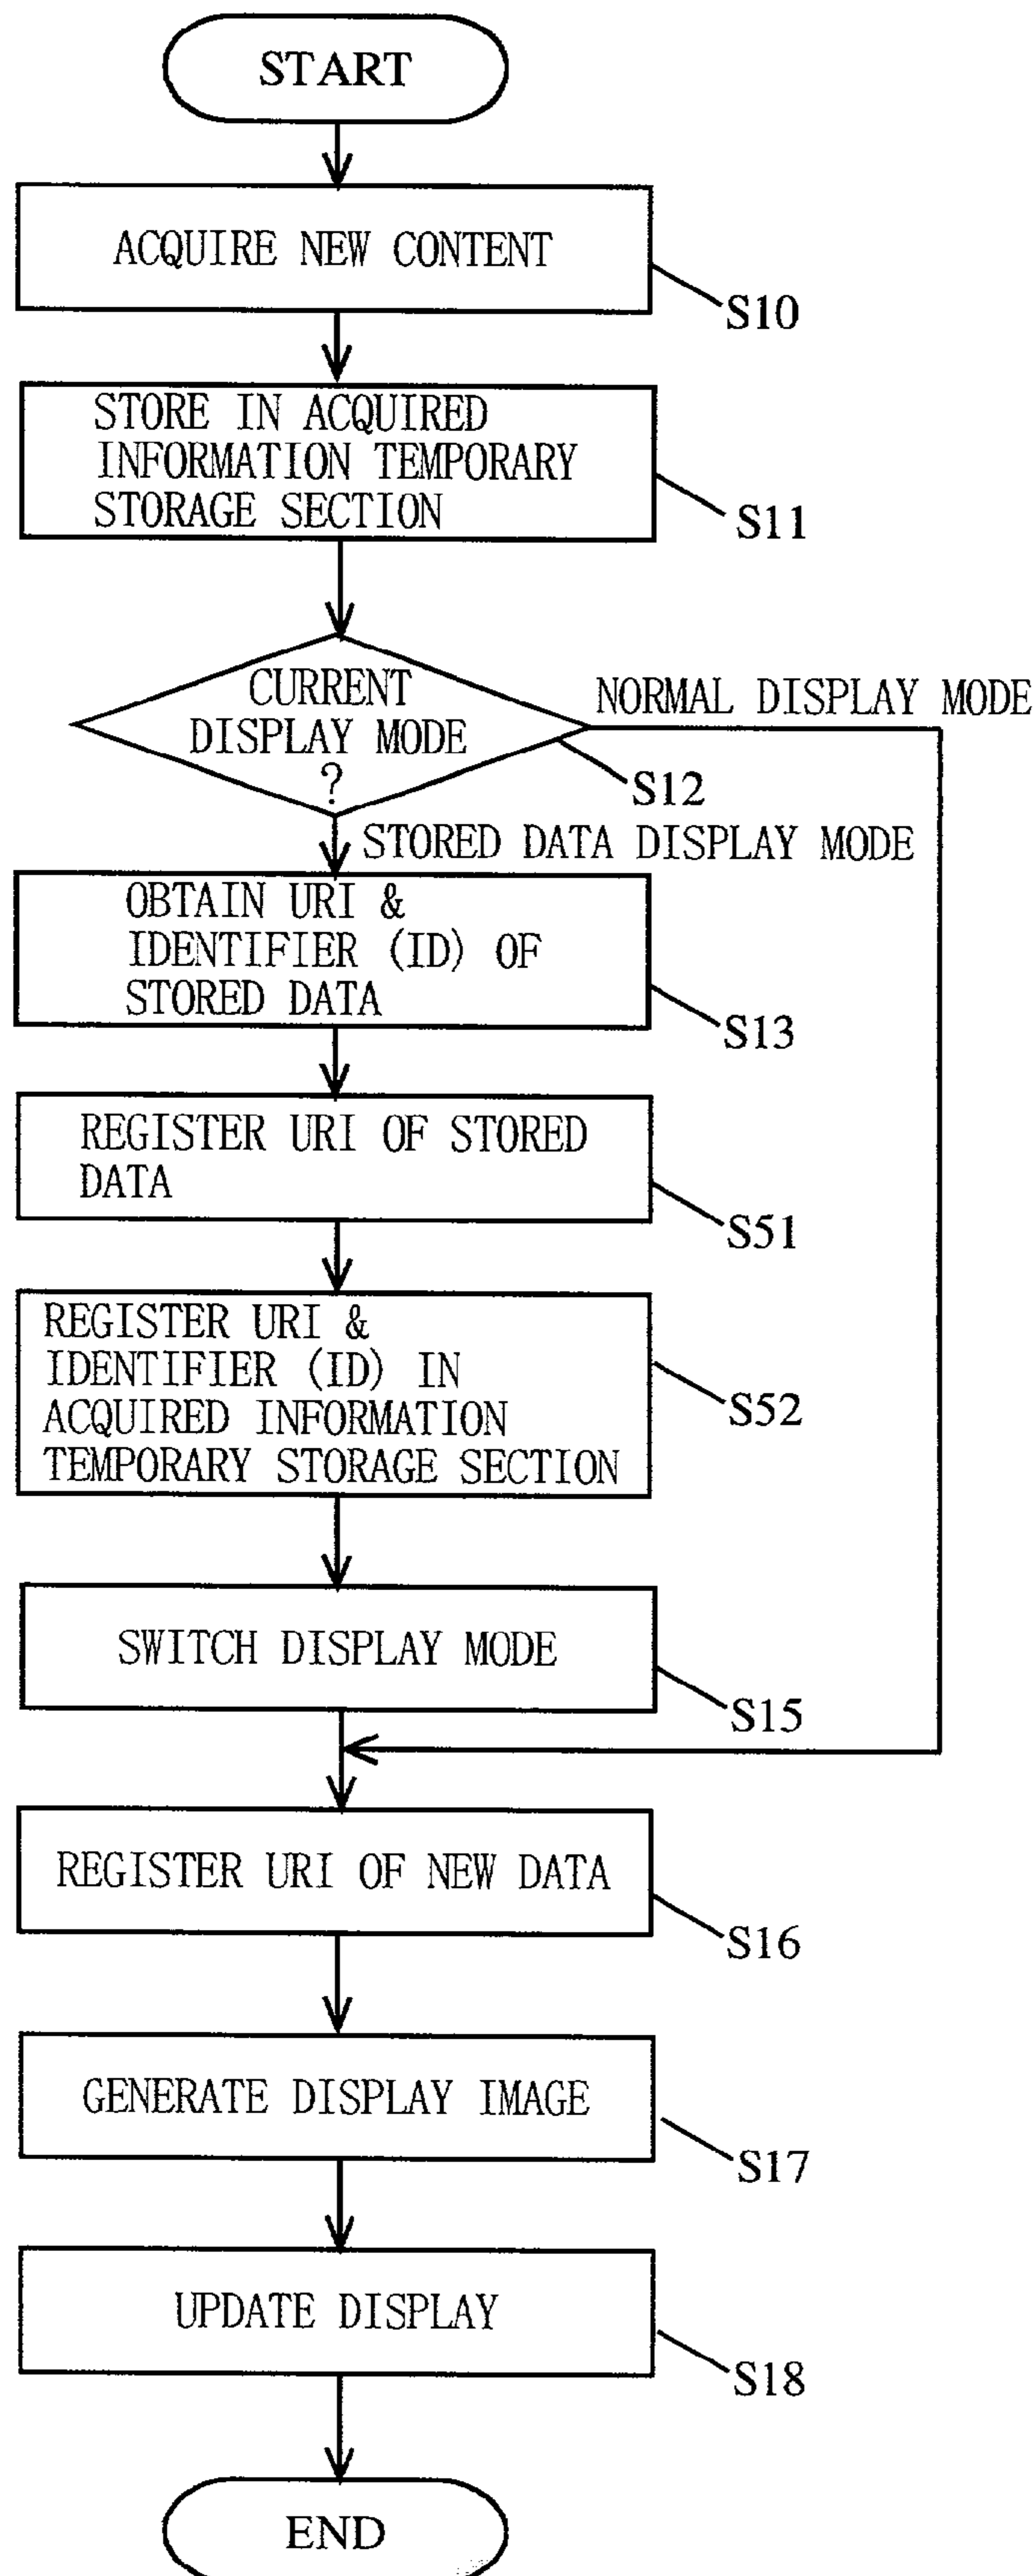 START
ACQUIRE NEW CONTENT
S10
STORE IN ACQUIRED
INFORMATION TEMPORARY
STORAGE SECTION
S11
CURRENT
DISPLAY MODE
?
NORMAL DISPLAY MODE
S12
STORED DATA DISPLAY MODE
OBTAIN URI &
IDENTIFIER (ID) OF
STORED DATA
S13
REGISTER URI OF STORED
DATA
S51
REGISTER URI &
IDENTIFIER (ID) IN
ACQUIRED INFORMATION
TEMPORARY STORAGE SECTION
S52
SWITCH DISPLAY MODE
S15
REGISTER URI OF NEW DATA
S16
GENERATE DISPLAY IMAGE
S17
UPDATE DISPLAY
S18
END